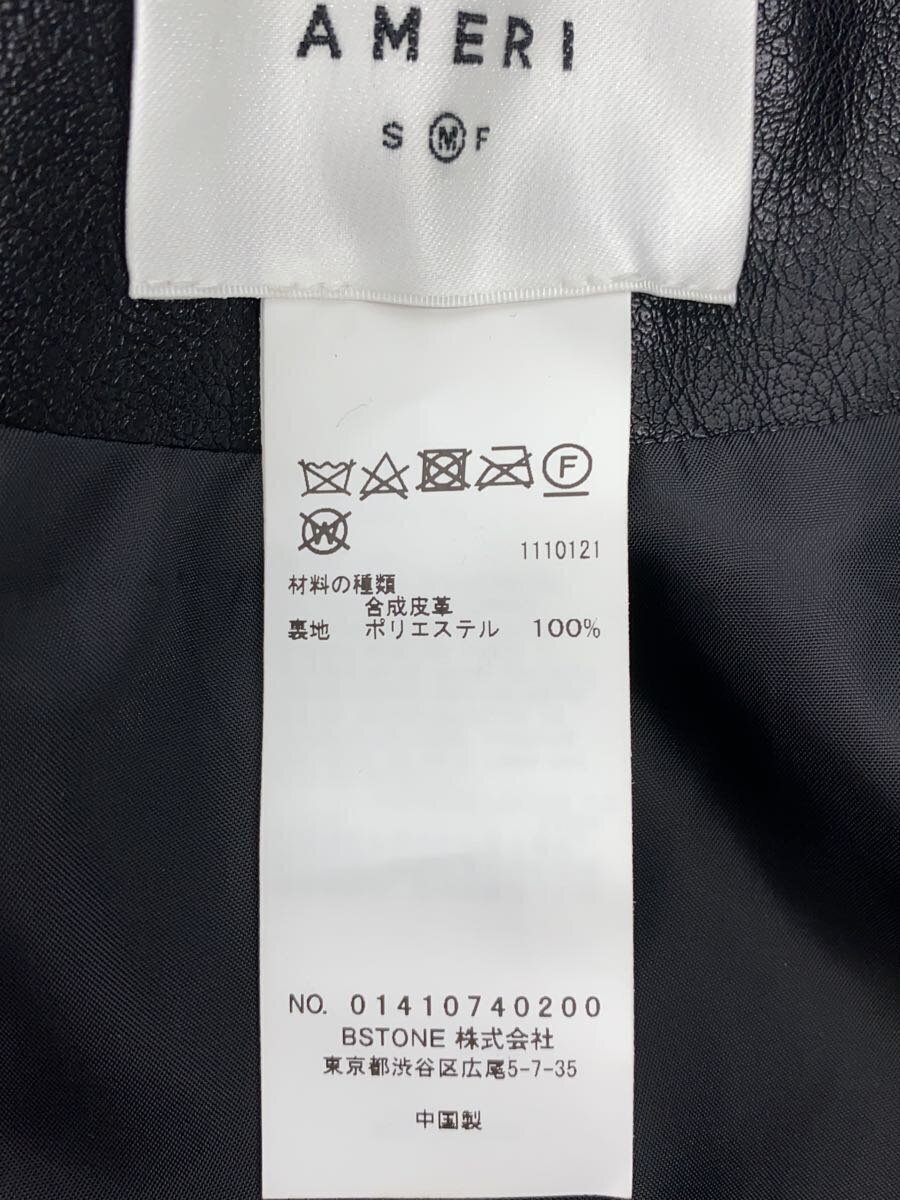 AMERI
S M F
F
W
1110121
材料の種類
合成皮革
裏地 ポリエステル 100%
NO. 01410740200
BSTONE 株式会社
東京都渋谷区広尾5-7-35
中国製